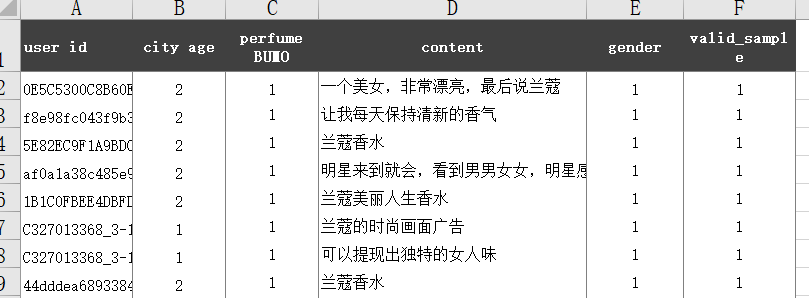 A B C D E F
1 user id city age perfume BUMO content gender valid_sample
2 0E5C5300C8B60E 2 1 一个美女，非常漂亮，最后说兰蔻 1 1
3 f8e98fc043f9b3 2 1 让我每天保持清新的香气 1 1
4 5E82EC9F1A9BDC 2 1 兰蔻香水 1 1
5 af0a1a38c485e9 2 1 明星来到就会，看到男男女女，明星感 1 1
6 1B1C0FBEE4DBFD 2 1 兰蔻美丽人生香水 1 1
7 C327013368_3-1 1 1 兰蔻的时尚画面广告 1 1
8 C327013368_3-1 1 1 可以提现出独特的女人味 1 1
9 44dddea6893384 2 1 兰蔻香水 1 1